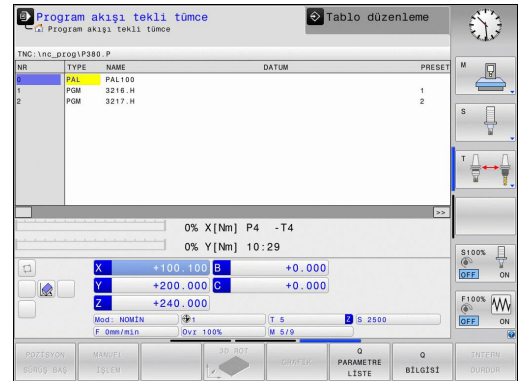 Program akışı tekli tümce
Program akışı tekli tümce
Tablo düzenleme
TNC:\nc_prog\P380.P
NR TYPE NAME DATUM PRESET
0 PAL PAL100
1 PGM 3216.H 1
2 PGM 3217.H 2
>>
0% X[Nm] P4 -T4
0% Y[Nm] 10:29
X +100.100 B +0.000
Y +200.000 C +0.000
Z +240.000
Mod: NOMİN 1 T 5 Z S 2500
F 0mm/min Ovr 100% M 5/9
M
S
T
S100%
OFF ON
F100%
OFF ON
POZİSYON SÜRÇŞ BAŞ
MANUEL İŞLEM
3D ROT
GRAFİK
Q PARAMETRE LİSTE
Q BİLGİSİ
INTERN DURDUR